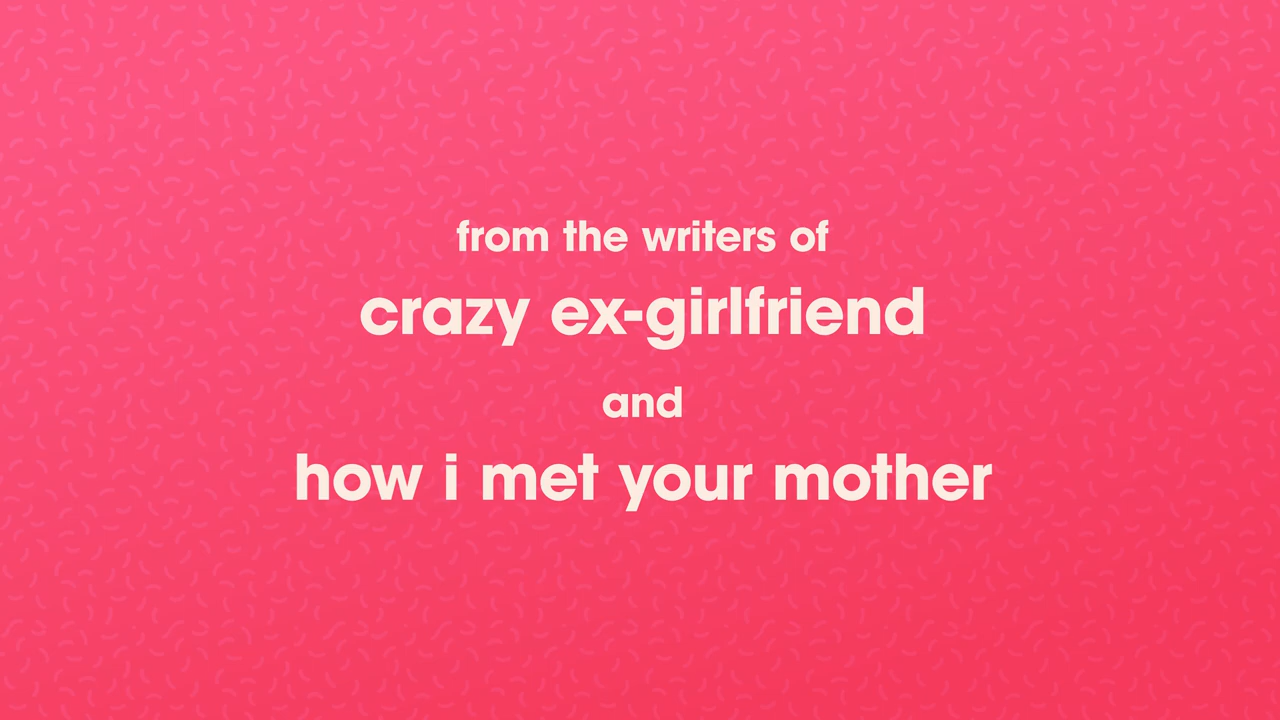 from the writers of
crazy ex-girlfriend
and
how i met your mother